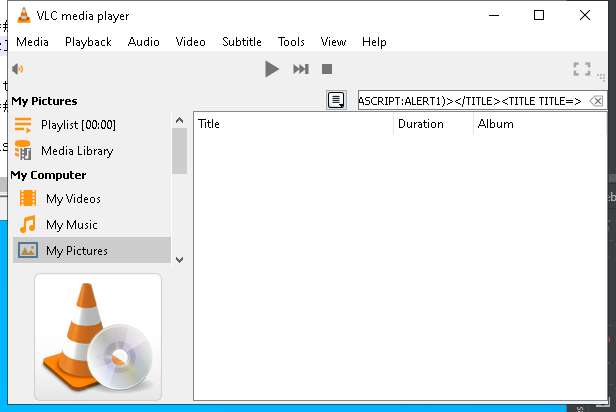 VLC media player
Media Playback Audio Video Subtitle Tools View Help
My Pictures
ASCRIPT:ALERT1)></TITLE><TITLE TITLE=>
Playlist [00:00]
Title Duration Album
Media Library
My Computer
My Videos
My Music
My Pictures